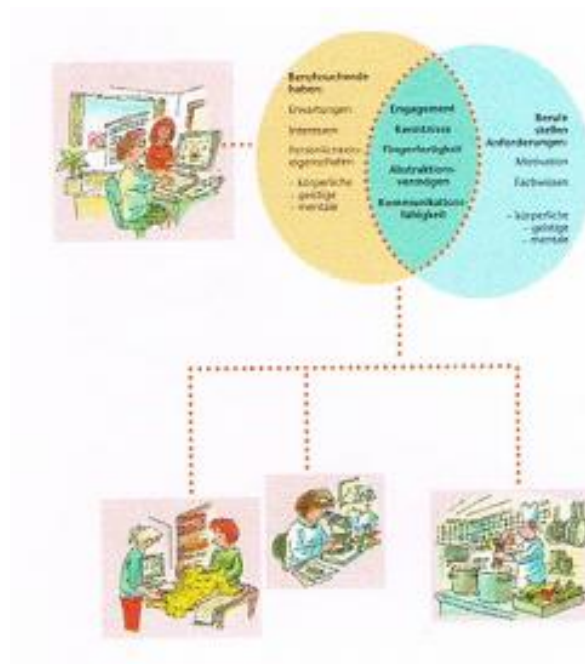 Berufssuchende
haben:
Erwartungen
Interessen
Persönlichkeits-
eigenschaften
– körperliche
– geistige
– mentale
Engagement
Kenntnisse
Fingerfertigkeit
Abstraktions-
vermögen
Kommunikations-
fähigkeit
Berufe
stellen
Anforderungen:
Motivation
Fachwissen
– körperliche
– geistige
– mentale